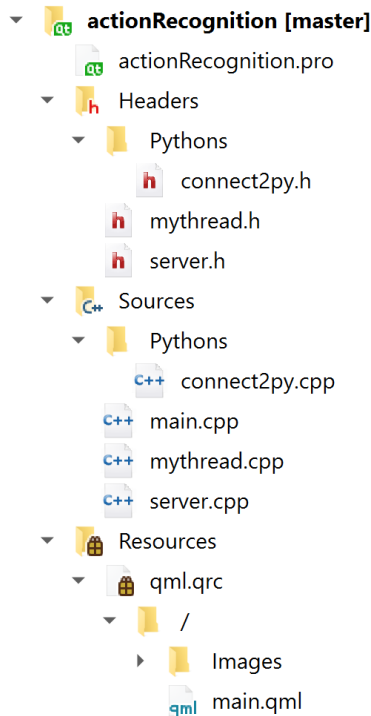 actionRecognition [master]
actionRecognition.pro
Headers
Pythons
connect2py.h
mythread.h
server.h
Sources
Pythons
connect2py.cpp
main.cpp
mythread.cpp
server.cpp
Resources
qml.qrc
/
Images
main.qml